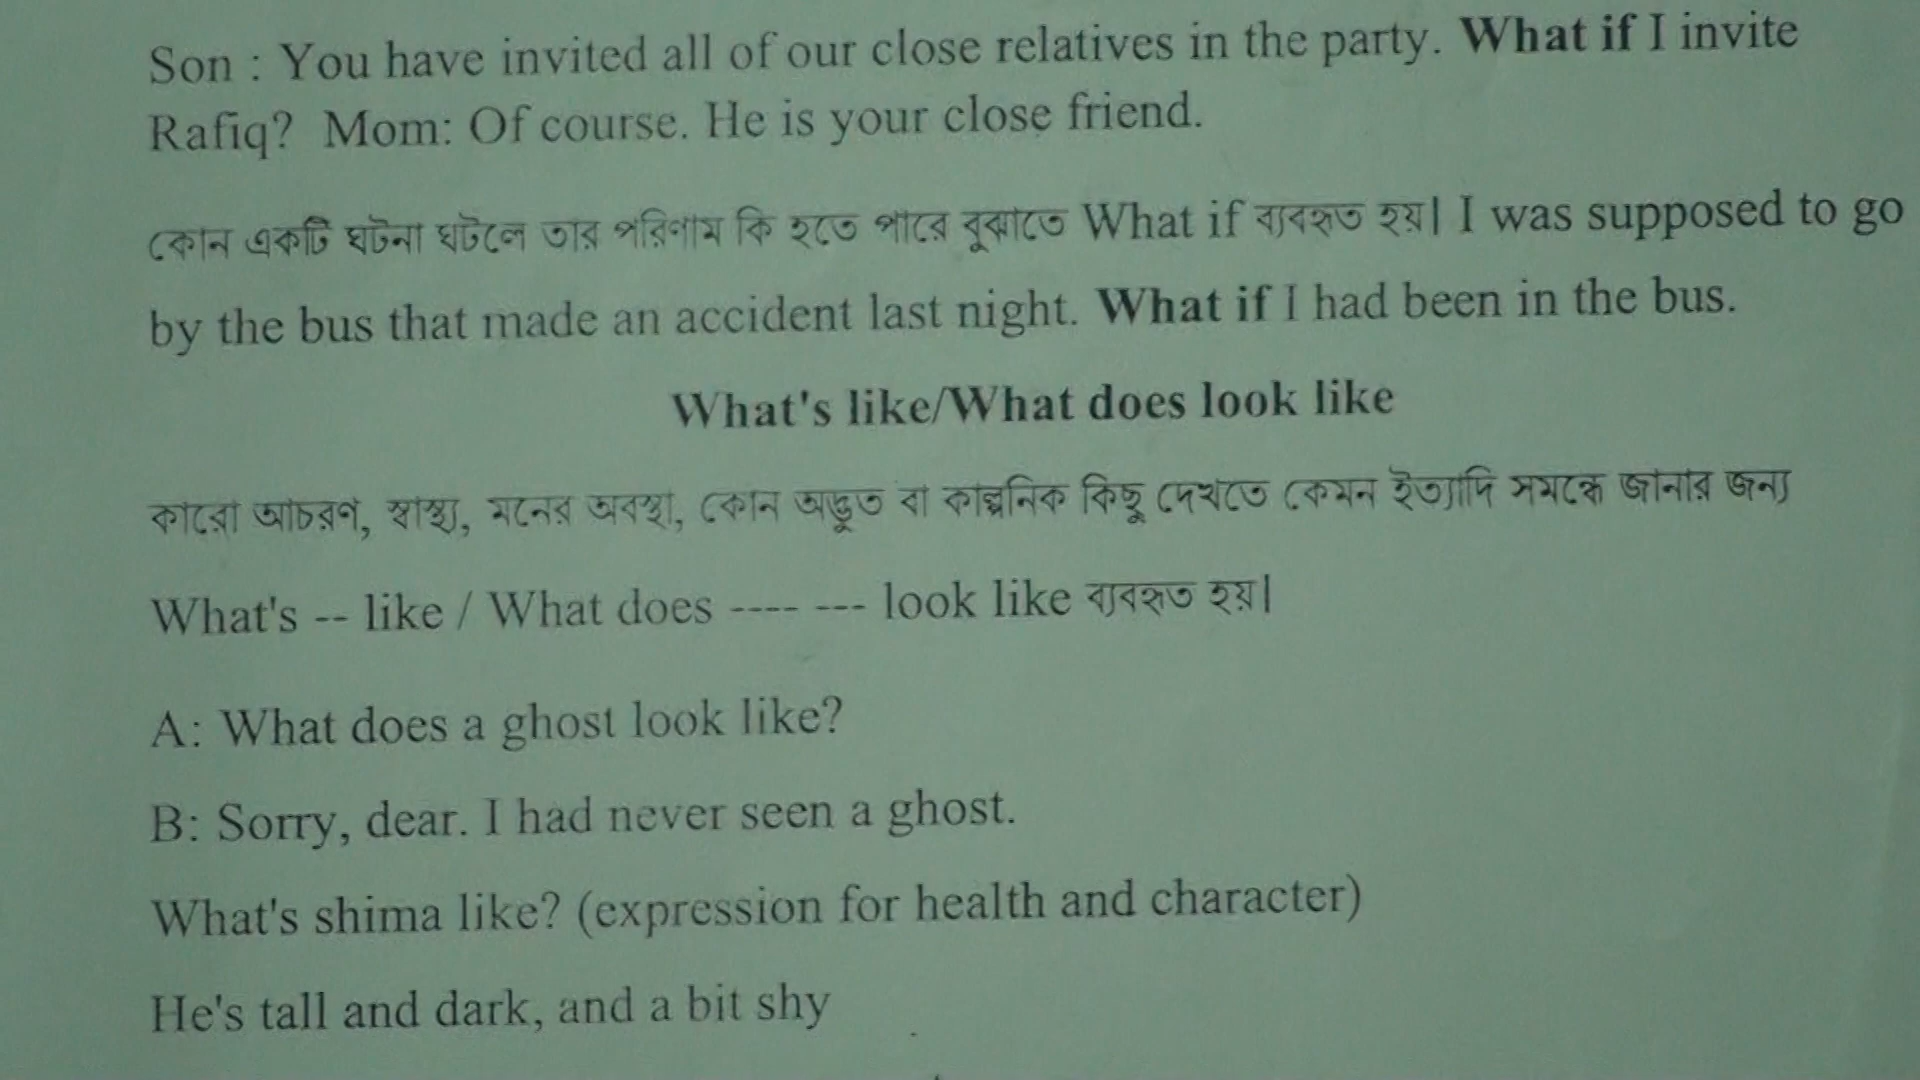 Son : You have invited all of our close relatives in the party. What if I invite
Rafiq? Mom: Of course. He is your close friend.
কোন একটি ঘটনা ঘটলে তার পরিণাম কি হতে পারে বুঝাতে What if ব্যবহৃত হয়। I was supposed to go
by the bus that made an accident last night. What if I had been in the bus.
What's like/What does look like
কারো আচরণ, স্বাস্থ্য, মনের অবস্থা, কোন অদ্ভুত বা কাল্পনিক কিছু দেখতে কেমন ইত্যাদি সমন্ধে জানার জন্য
What's -- like / What does ---- --- look like ব্যবহৃত হয়।
A: What does a ghost look like?
B: Sorry, dear. I had never seen a ghost.
What's shima like? (expression for health and character)
He's tall and dark, and a bit shy